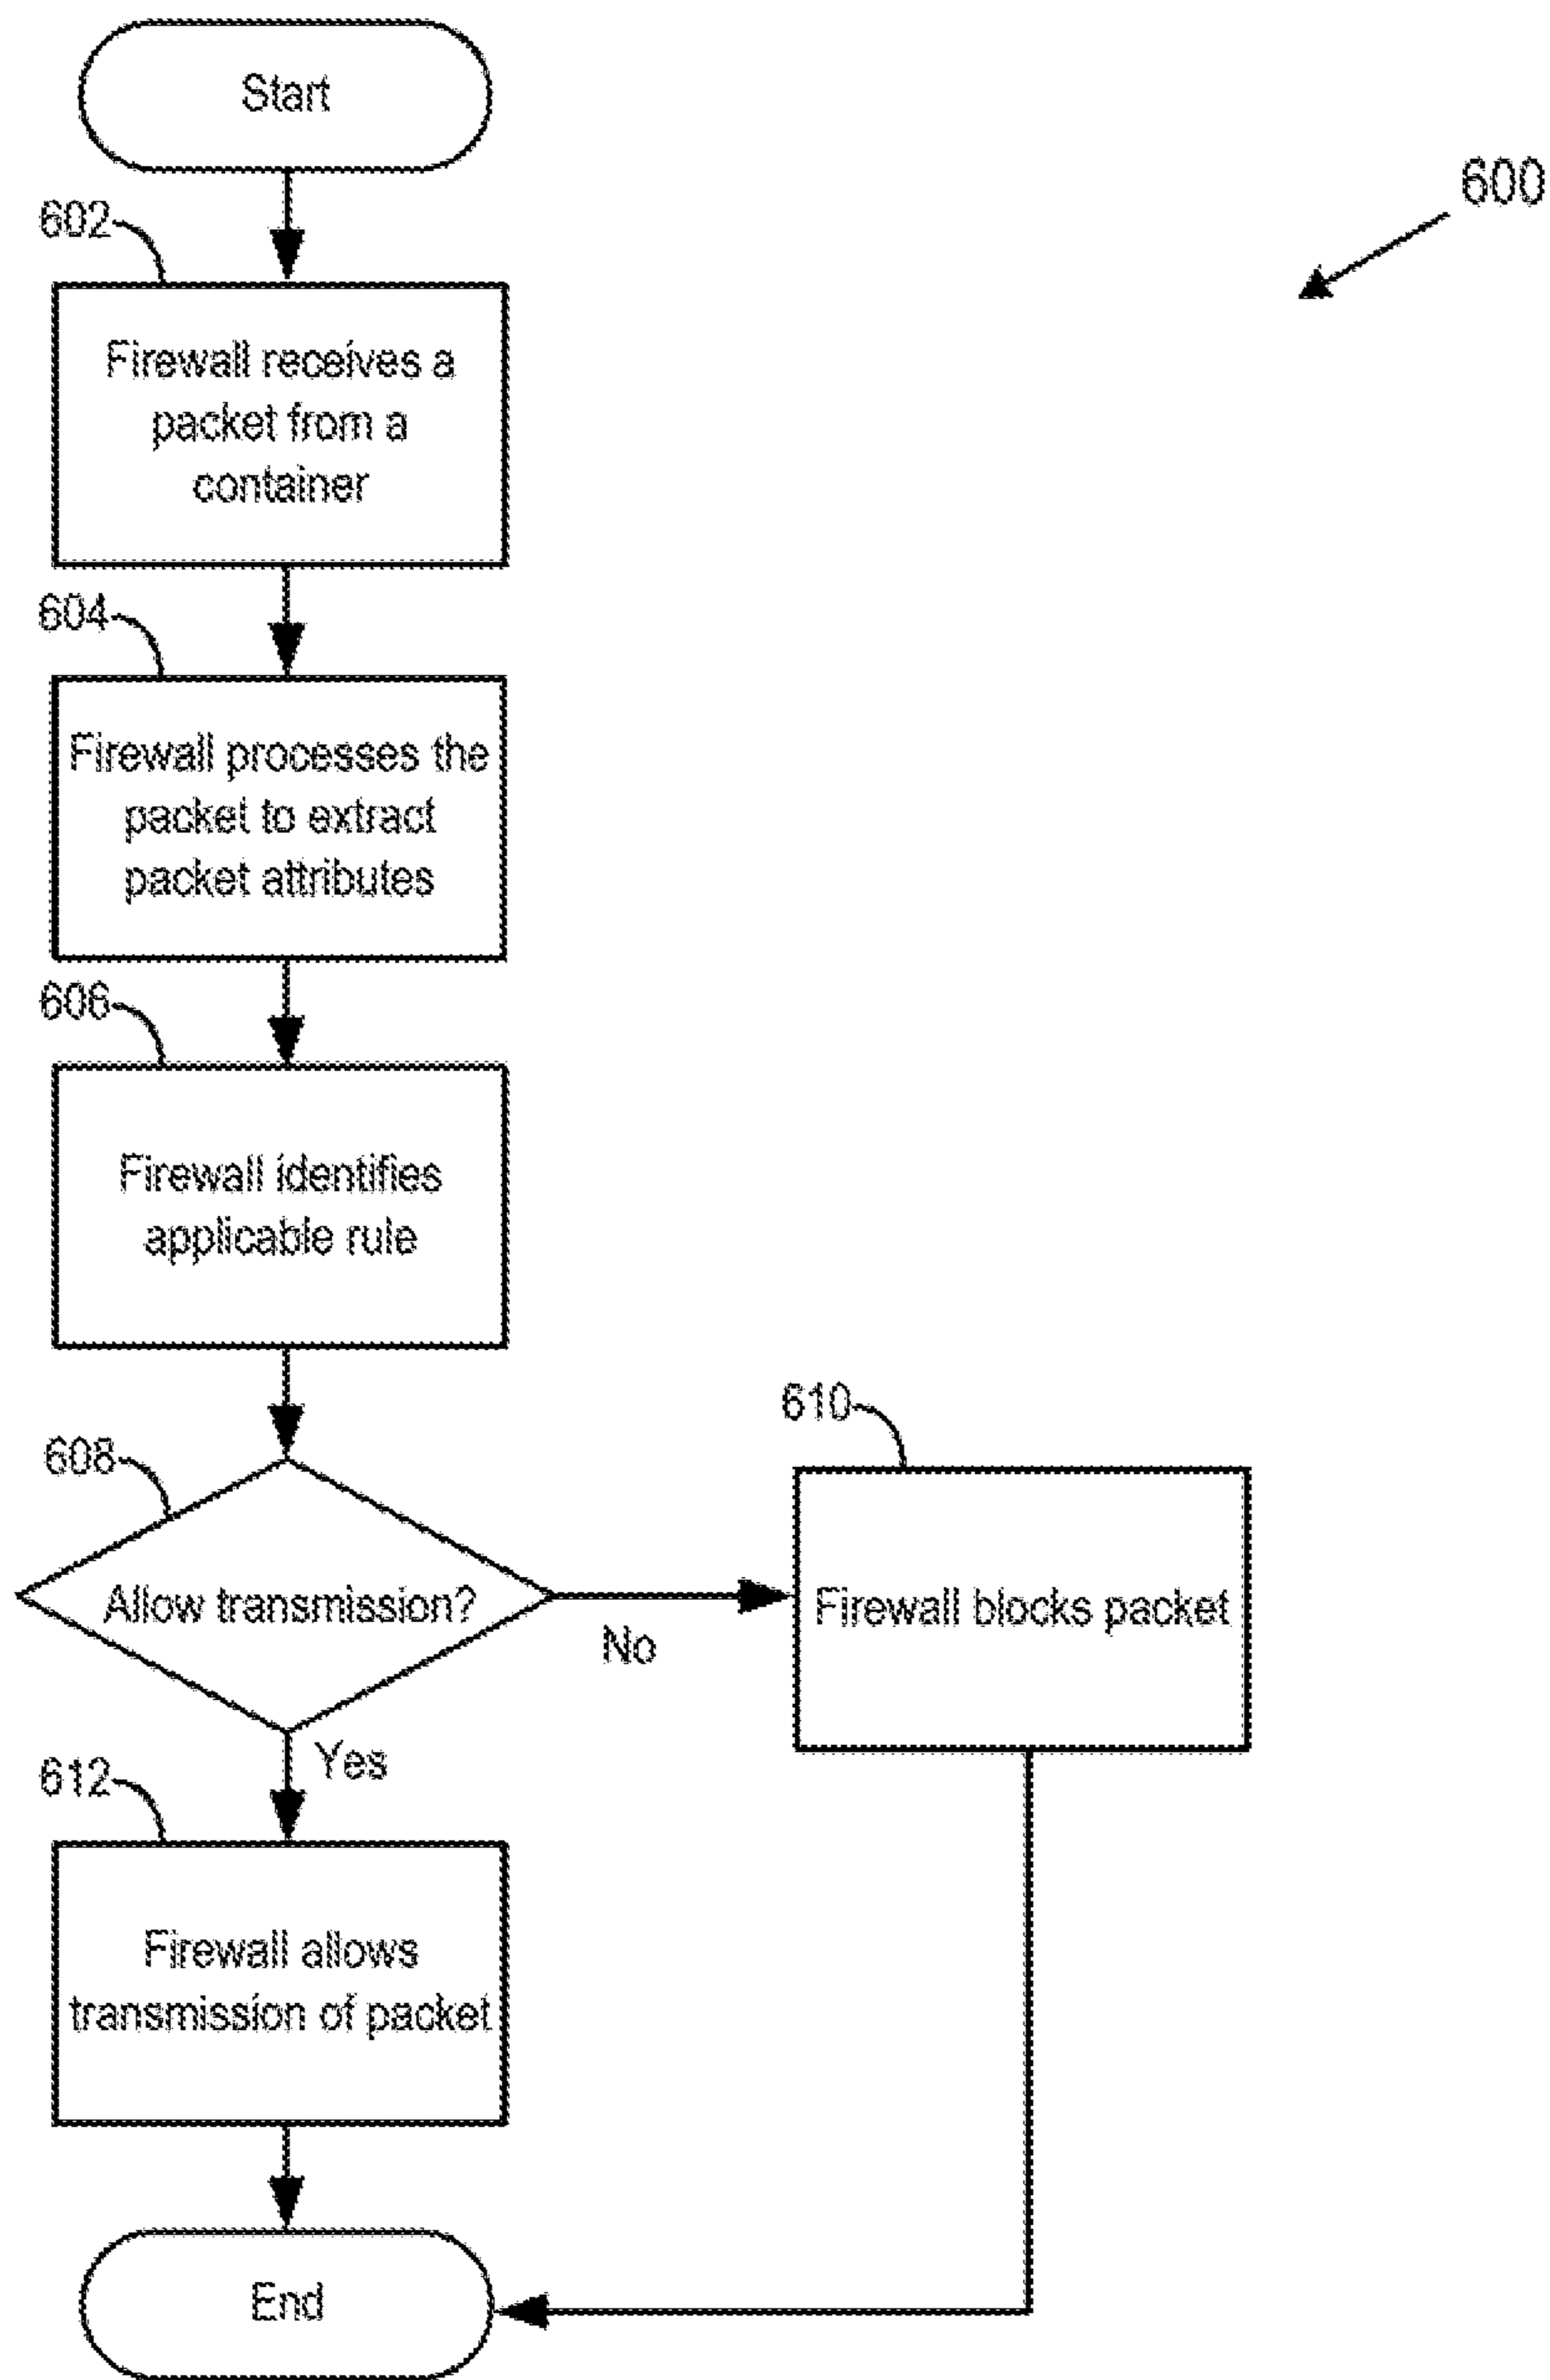 Start
600
602
Firewall receives a
packet from a
container
604
Firewall processes the
packet to extract
packet attributes
606
Firewall identifies
applicable rule
608
Allow transmission?
No
610
Firewall blocks packet
Yes
612
Firewall allows
transmission of packet
End